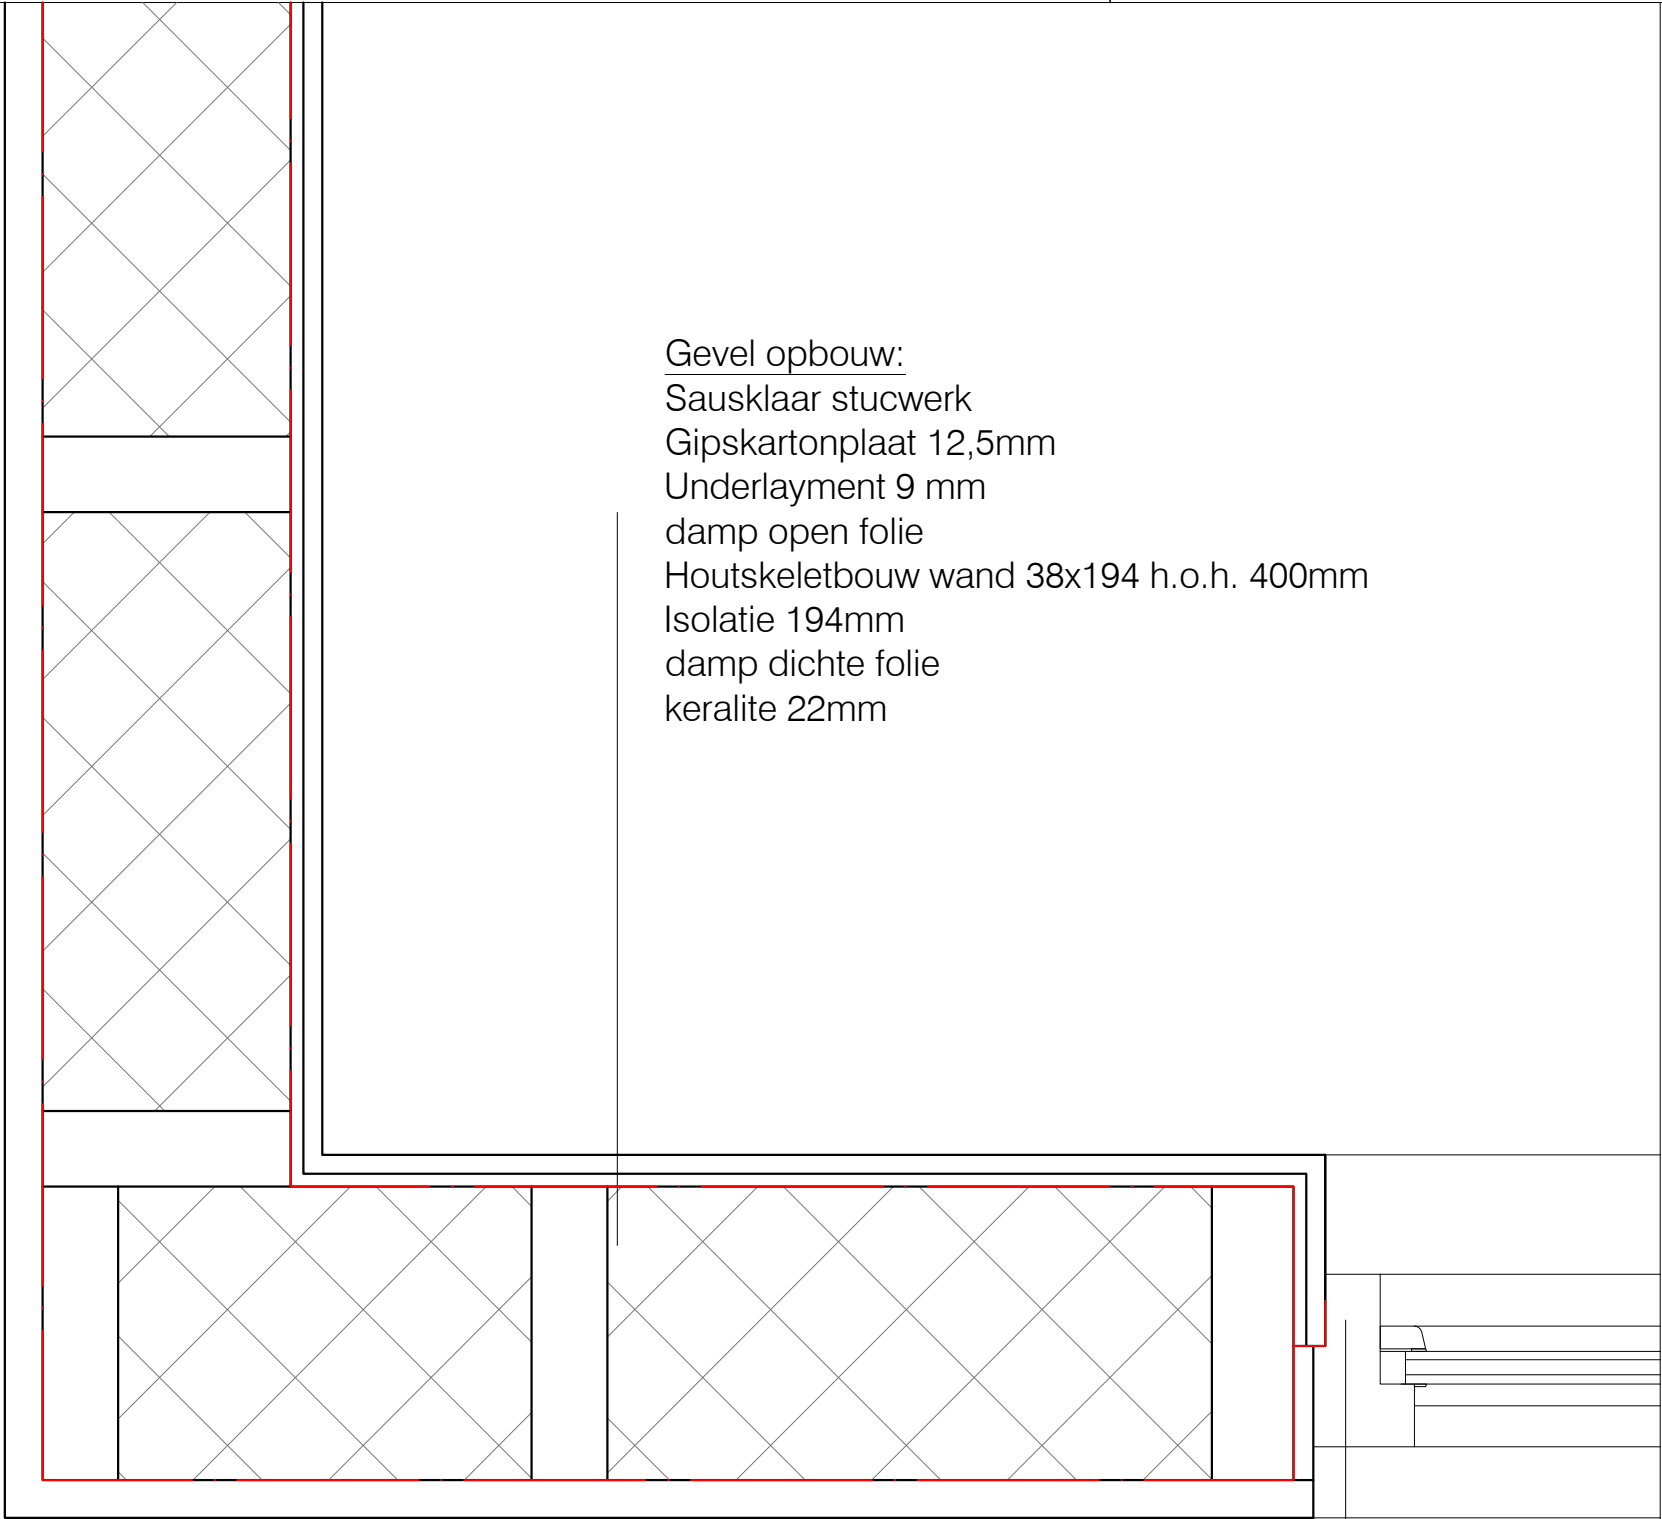 Gevel opbouw:
Sausklaar stucwerk
Gipskartonplaat 12,5mm
Underlayment 9 mm
damp open folie
Houtskeletbouw wand 38x194 h.o.h. 400mm
Isolatie 194mm
damp dichte folie
keralite 22mm